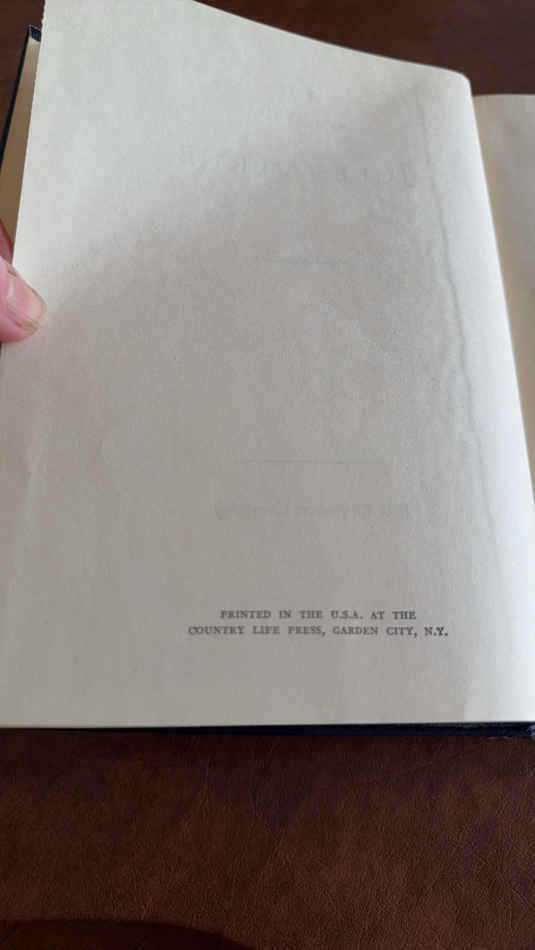 PRINTED IN THE U.S.A. AT THE
COUNTRY LIFE PRESS, GARDEN CITY, N.Y.